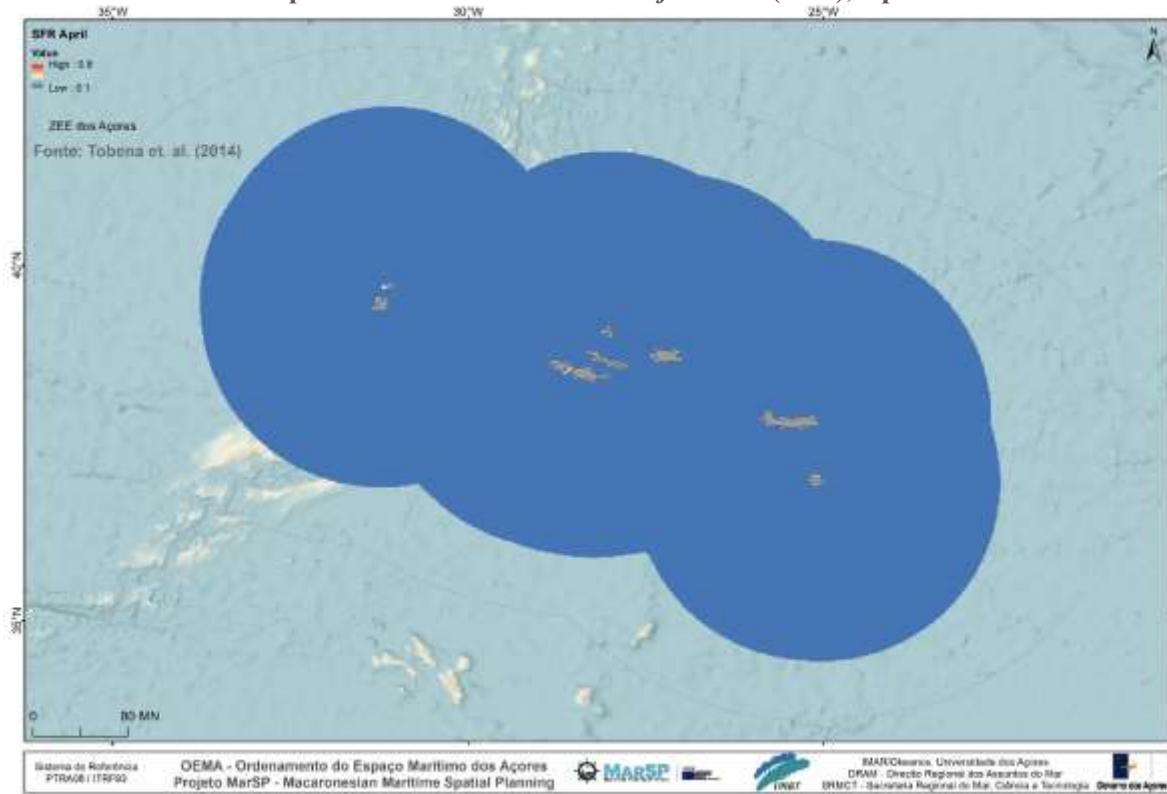 35°W 30°W 25°W
SFR April
Value
High : 0.8
Low : 0.1
ZEE dos Açores
Fonte: Tobena et. al. (2014)
N
40°N
35°N
0 80 MN
Sistema de Referência
PTRA08 / ITRF93
OEMA - Ordenamento do Espaço Marítimo dos Açores
Projeto MarSP - Macaronesian Maritime Spatial Planning
MARSP
IMAR/Okeanos, Universidade dos Açores
DRAM - Direção Regional dos Assuntos do Mar
SRMCT - Secretaria Regional do Mar, Ciência e Tecnologia
Governo dos Açores